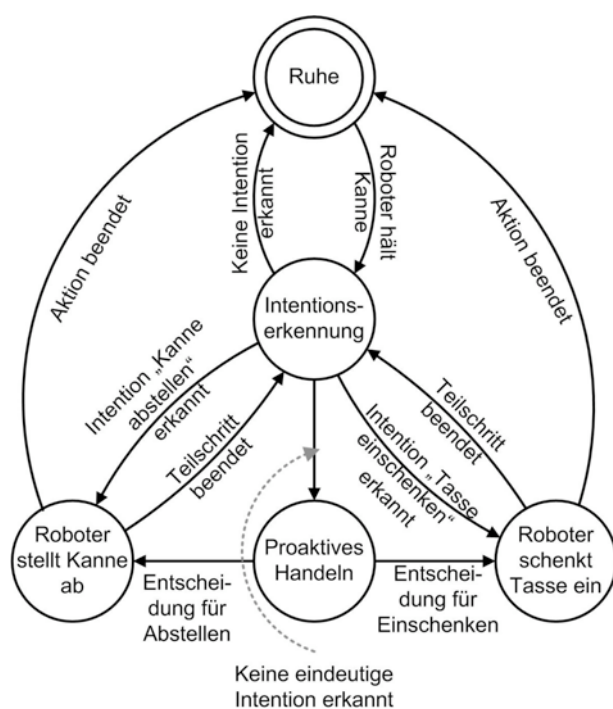 Ruhe
Keine Intention
erkannt
Roboter hält
Kanne
Aktion beendet
Aktion beendet
Intentions-
erkennung
Intention „Kanne
abstellen“
erkannt
Teilschritt
beendet
Teilschritt
beendet
Intention „Tasse
einschenken“
erkannt
Roboter
stellt Kanne
ab
Proaktives
Handeln
Roboter
schenkt
Tasse ein
Entschei-
dung für
Abstellen
Entschei-
dung für
Einschenken
Keine eindeutige
Intention erkannt